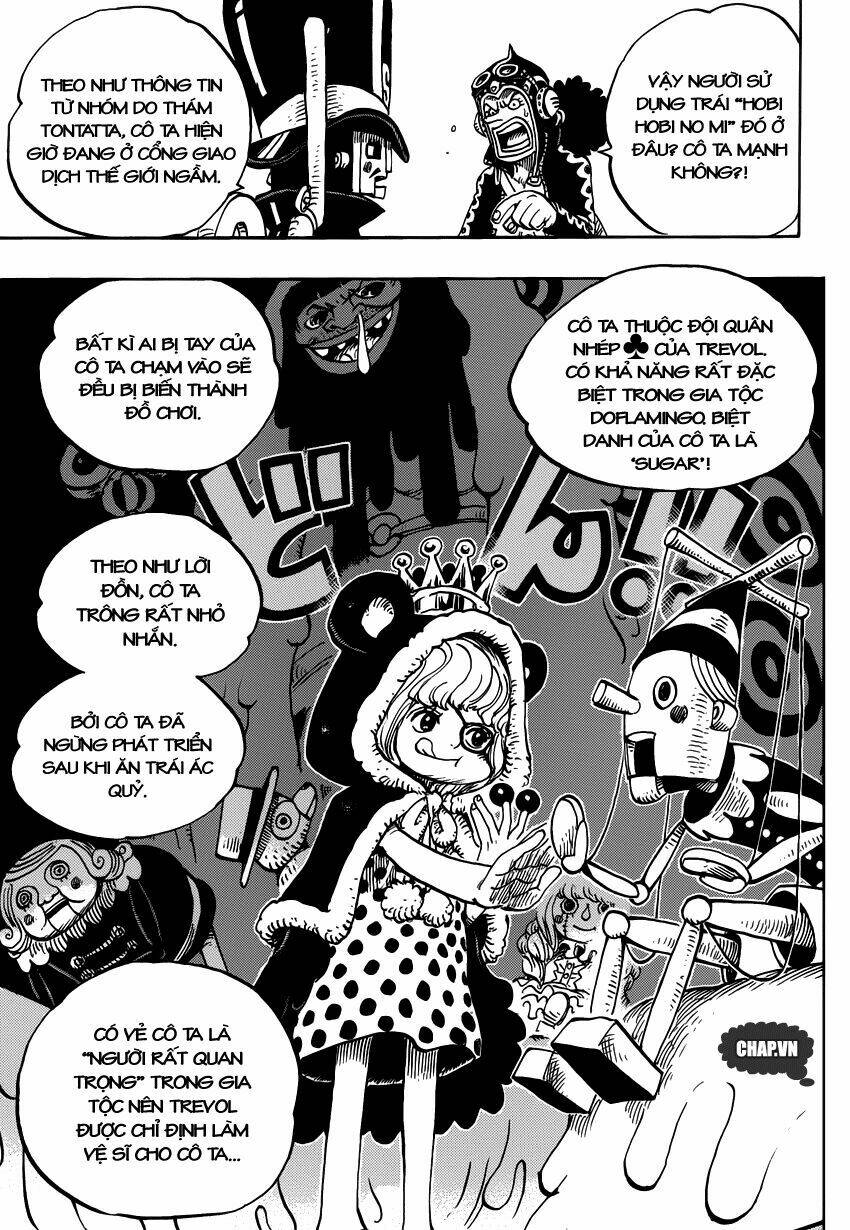 VẬY NGƯỜI SỬ
DỤNG TRÁI "HOBI
HOBI NO MI" ĐÓ Ở
ĐÂU? CÔ TA MẠNH
KHÔNG?!
THEO NHƯ THÔNG TIN
TỪ NHÓM DO THÁM
TONTATTA, CÔ TA HIỆN
GIỜ ĐANG Ở CỔNG GIAO
DỊCH THẾ GIỚI NGẦM.
CÔ TA THUỘC ĐỘI QUÂN
NHÉP ♣ CỦA TREVOL.
CÓ KHẢ NĂNG RẤT ĐẶC
BIỆT TRONG GIA TỘC
DOFLAMINGO. BIỆT
DANH CỦA CÔ TA LÀ
'SUGAR'!
BẤT KÌ AI BỊ TAY CỦA
CÔ TA CHẠM VÀO SẼ
ĐỀU BỊ BIẾN THÀNH
ĐỒ CHƠI.
どん!!
THEO NHƯ LỜI
ĐỒN, CÔ TA
TRÔNG RẤT NHỎ
NHẮN.
BỞI CÔ TA ĐÃ
NGỪNG PHÁT TRIỂN
SAU KHI ĂN TRÁI ÁC
QUỶ.
CÓ VẺ CÔ TA LÀ
"NGƯỜI RẤT QUAN
TRỌNG" TRONG GIA
TỘC NÊN TREVOL
ĐƯỢC CHỈ ĐỊNH LÀM
VỆ SĨ CHO CÔ TA...
CHAP.VN